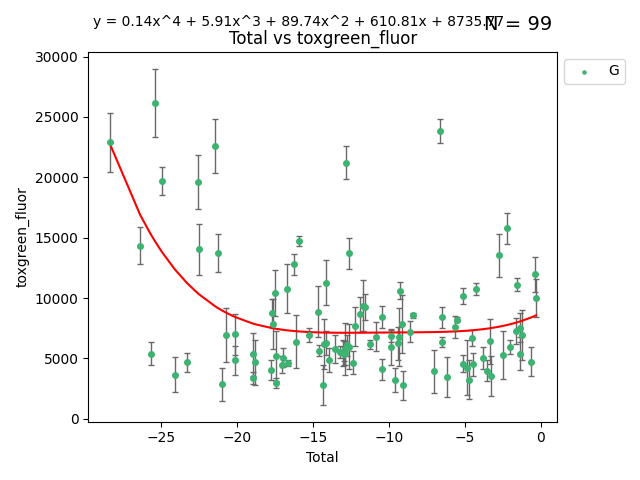 y = 0.14x^4 + 5.91x^3 + 89.74x^2 + 610.81x + 8735.77
N = 99
Total vs toxgreen_fluor
30000
25000
20000
15000
10000
5000
0
toxgreen_fluor
−25
−20
−15
−10
−5
0
Total
G